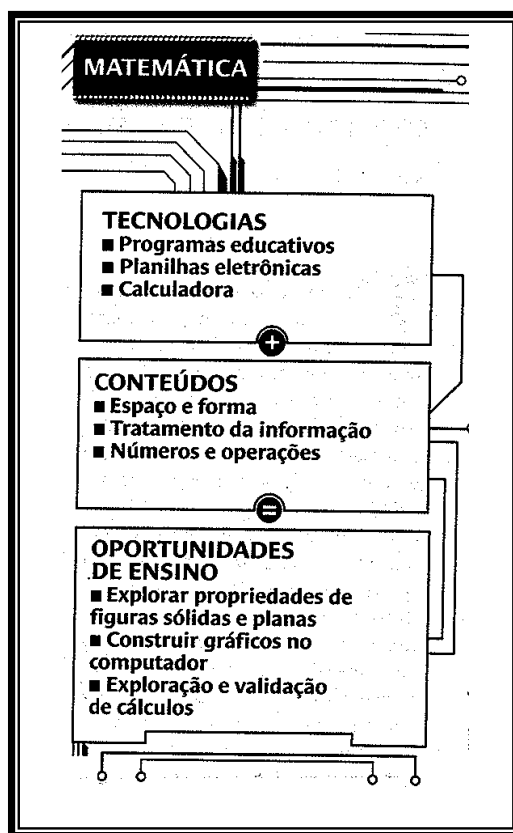 MATEMÁTICA
TECNOLOGIAS
■ Programas educativos
■ Planilhas eletrônicas
■ Calculadora
+
CONTEÚDOS
■ Espaço e forma
■ Tratamento da informação
■ Números e operações
=
OPORTUNIDADES
DE ENSINO
■ Explorar propriedades de
figuras sólidas e planas
■ Construir gráficos no
computador
■ Exploração e validação
de cálculos